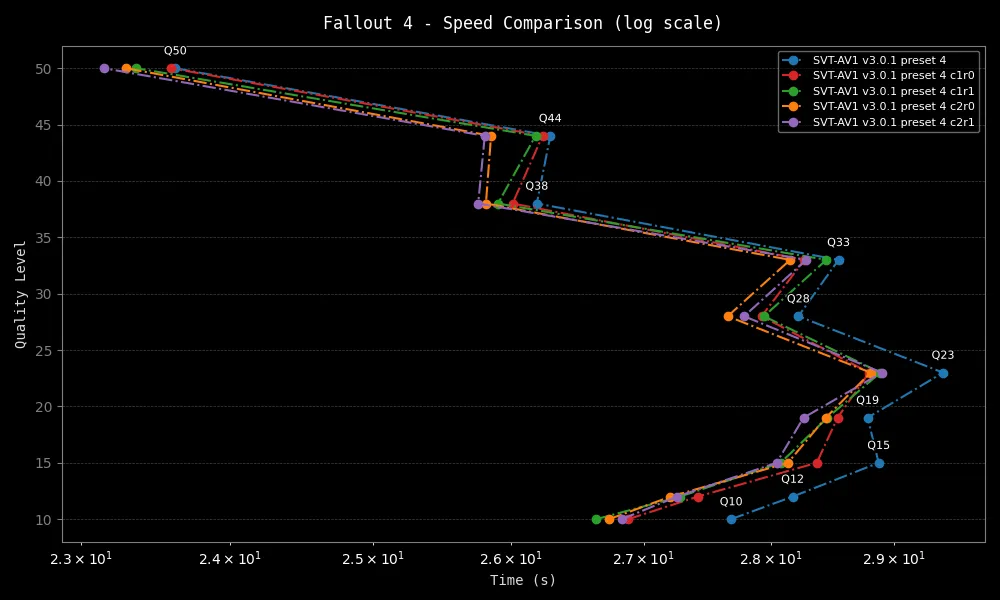 Fallout 4 - Speed Comparison (log scale)
SVT-AV1 v3.0.1 preset 4
SVT-AV1 v3.0.1 preset 4 c1r0
SVT-AV1 v3.0.1 preset 4 c1r1
SVT-AV1 v3.0.1 preset 4 c2r0
SVT-AV1 v3.0.1 preset 4 c2r1
Q50
Q44
Q38
Q33
Q28
Q23
Q19
Q15
Q12
Q10
Quality Level
50
45
40
35
30
25
20
15
10
2.3 × 10¹
2.4 × 10¹
2.5 × 10¹
2.6 × 10¹
2.7 × 10¹
2.8 × 10¹
2.9 × 10¹
Time (s)